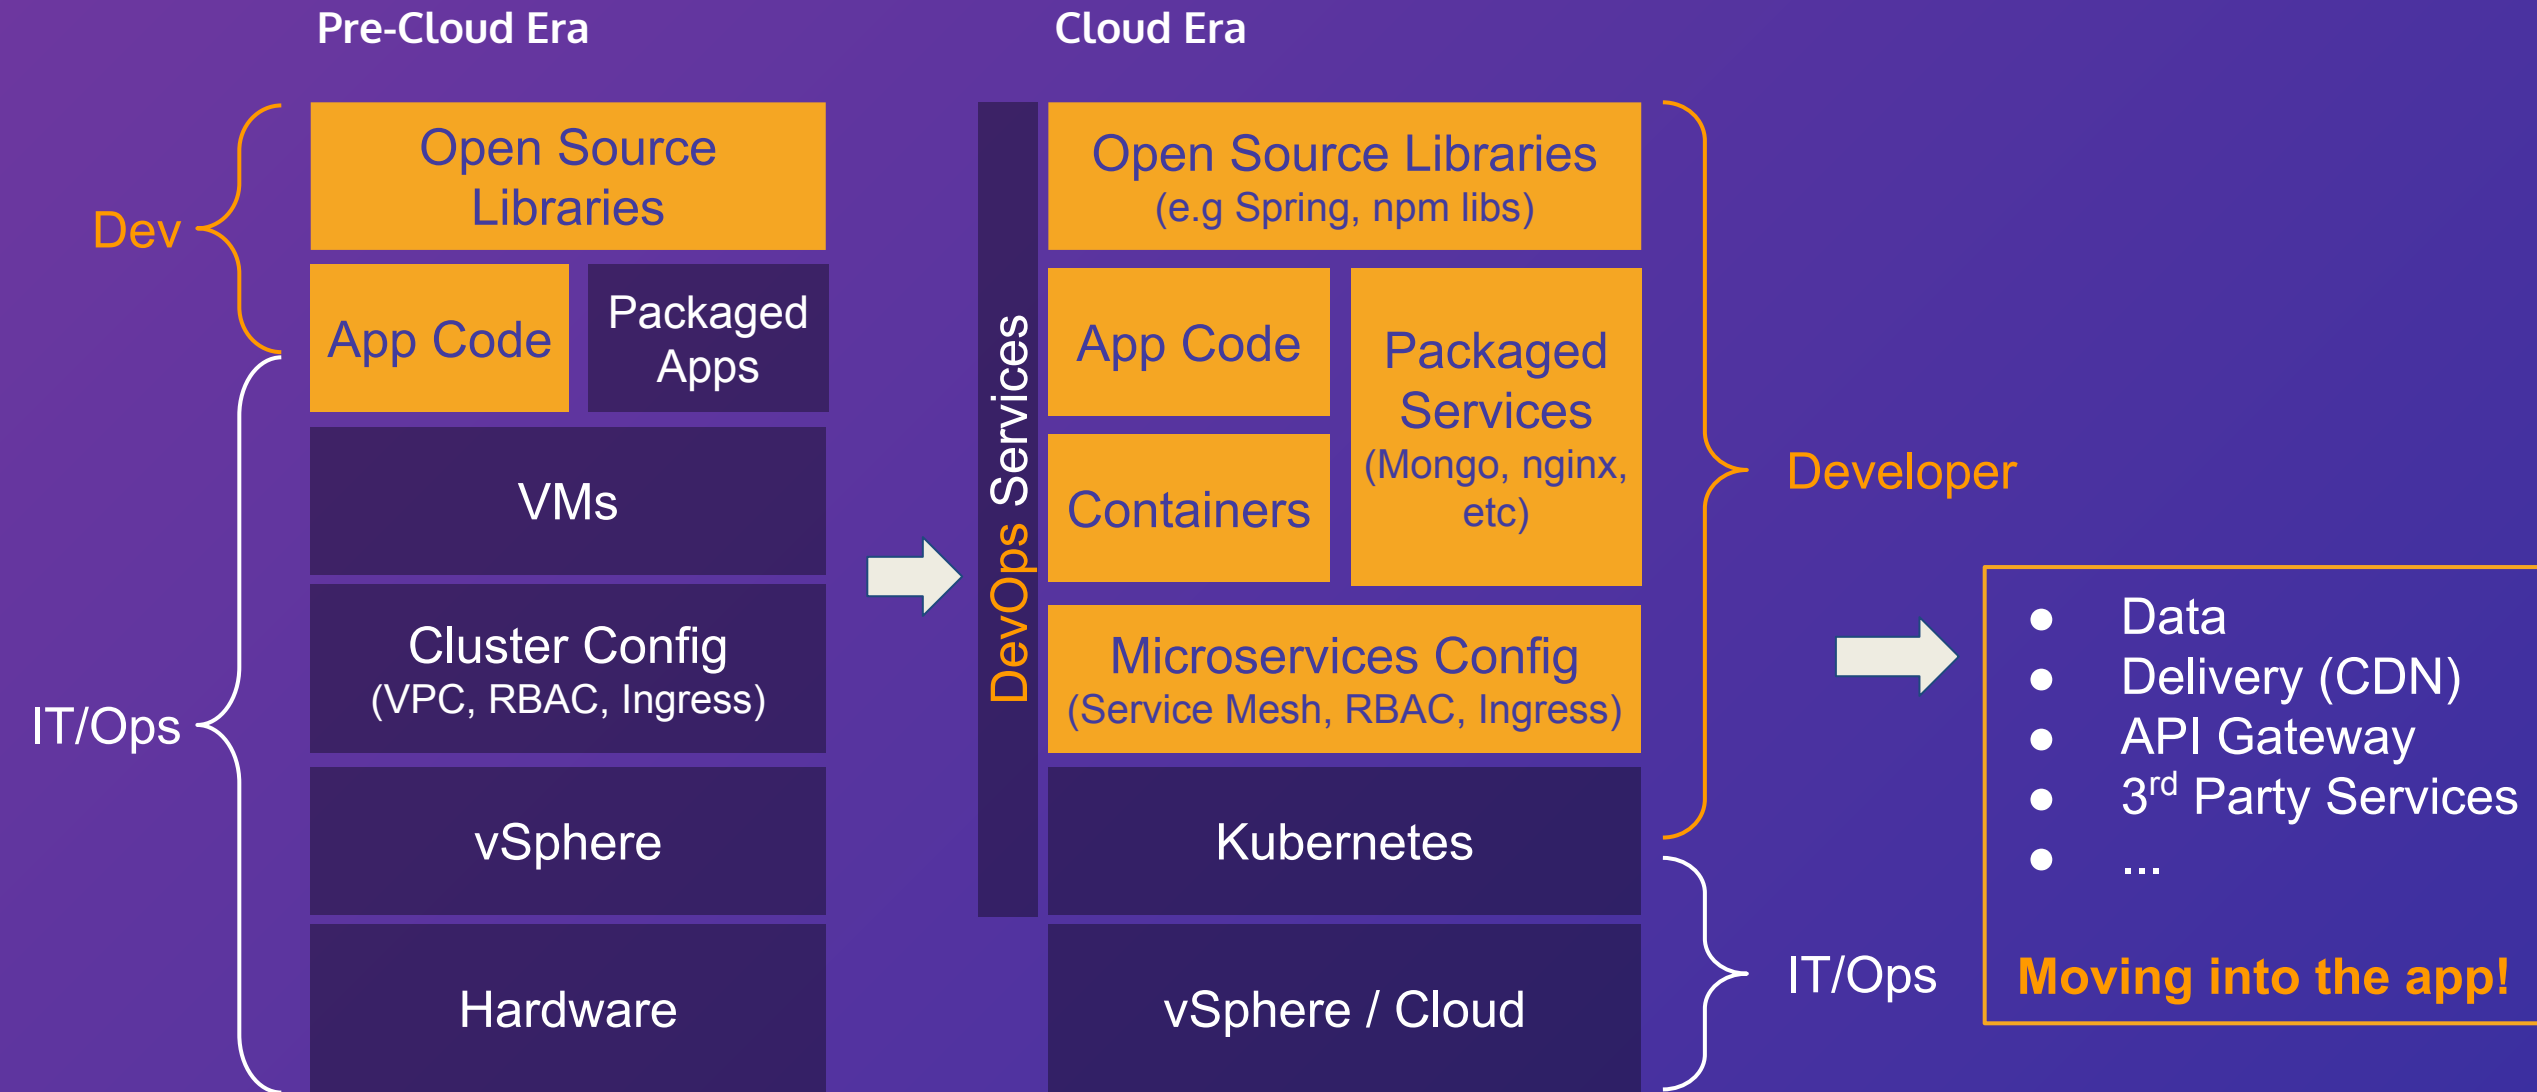 Pre-Cloud Era
Cloud Era
Dev
IT/Ops
Open Source
Libraries
App Code
Packaged
Apps
VMs
Cluster Config
(VPC, RBAC, Ingress)
vSphere
Hardware
DevOps Services
Open Source Libraries
(e.g Spring, npm libs)
App Code
Containers
Packaged
Services
(Mongo, nginx,
etc)
Microservices Config
(Service Mesh, RBAC, Ingress)
Kubernetes
vSphere / Cloud
Developer
IT/Ops
● Data
● Delivery (CDN)
● API Gateway
● 3rd Party Services
● ...
Moving into the app!